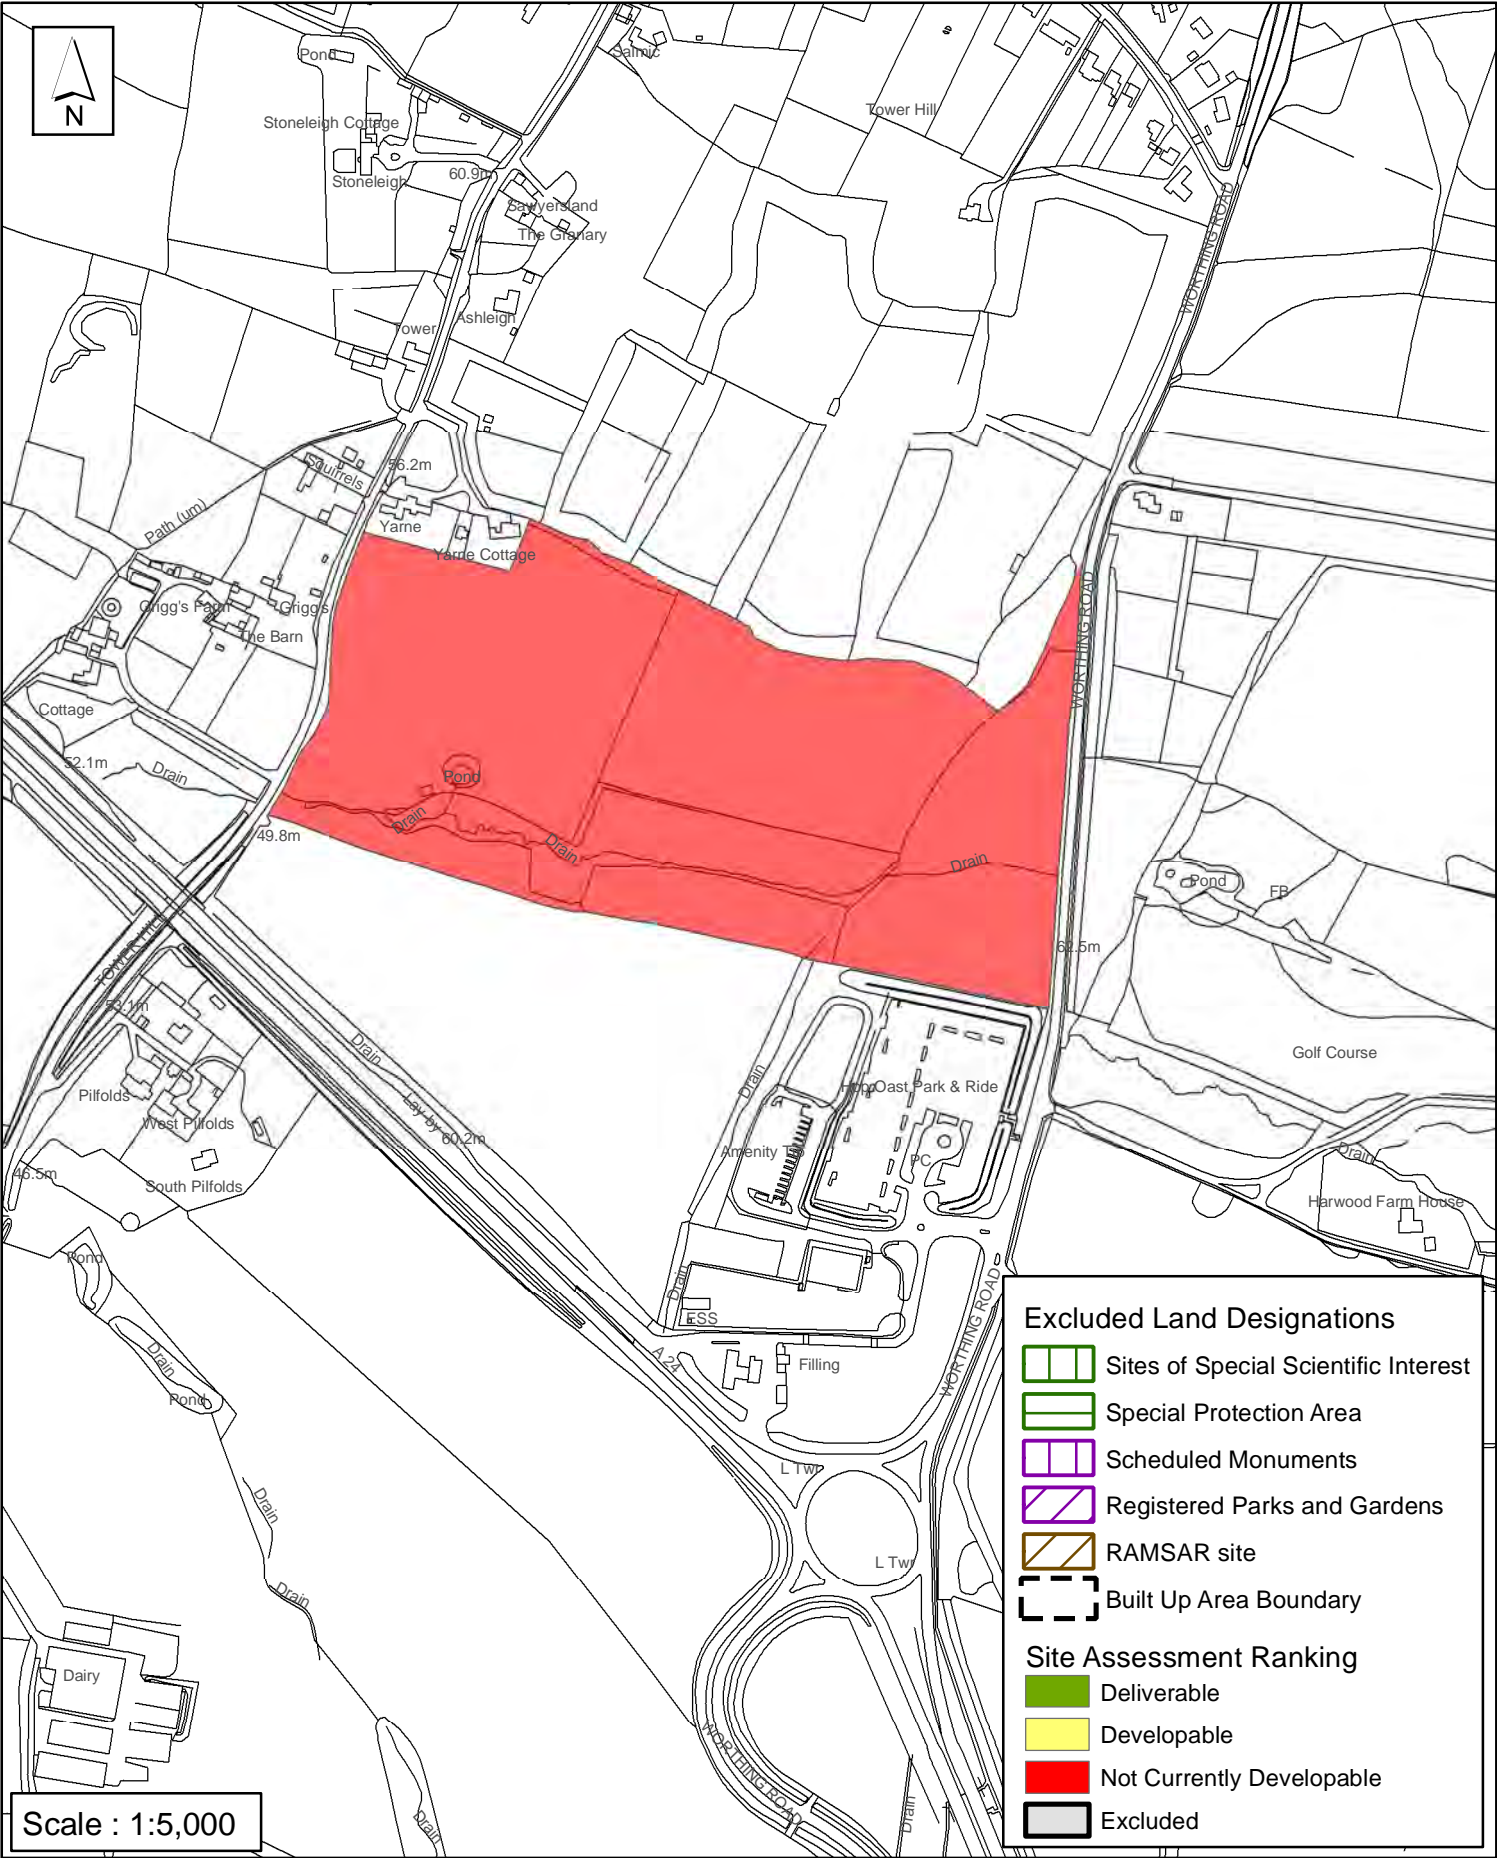 Salmic
Pond
N
Tower Hill
Stoneleigh Cottage
60.9m
Stoneleigh
Sawyersland
The Granary
WORTHING ROAD
Ashleigh
Tower
56.2m
Squirrels
Path (um)
Yarne
Yarne Cottage
Grigg's Farm
Grigg's
The Barn
WORTHING ROAD
Cottage
52.1m
Drain
Pond
Drain
Drain
49.8m
Drain
Pond
FB
62.5m
TOWER HILL
53.1m
Drain
Golf Course
Pilfolds
Lay-by
60.2m
West Pilfolds
Drain
Hop Oast Park & Ride
Amenity Tip
PC
46.5m
South Pilfolds
Drain
Harwood Farm House
Pond
Drain
ESS
WORTHING ROAD
Drain
Pond
A 24
Filling
L Twr
L Twr
Drain
Drain
Dairy
WORTHING ROAD
Drain
Drain
Excluded Land Designations
Sites of Special Scientific Interest
Special Protection Area
Scheduled Monuments
Registered Parks and Gardens
RAMSAR site
Built Up Area Boundary
Site Assessment Ranking
Deliverable
Developable
Not Currently Developable
Excluded
Scale : 1:5,000